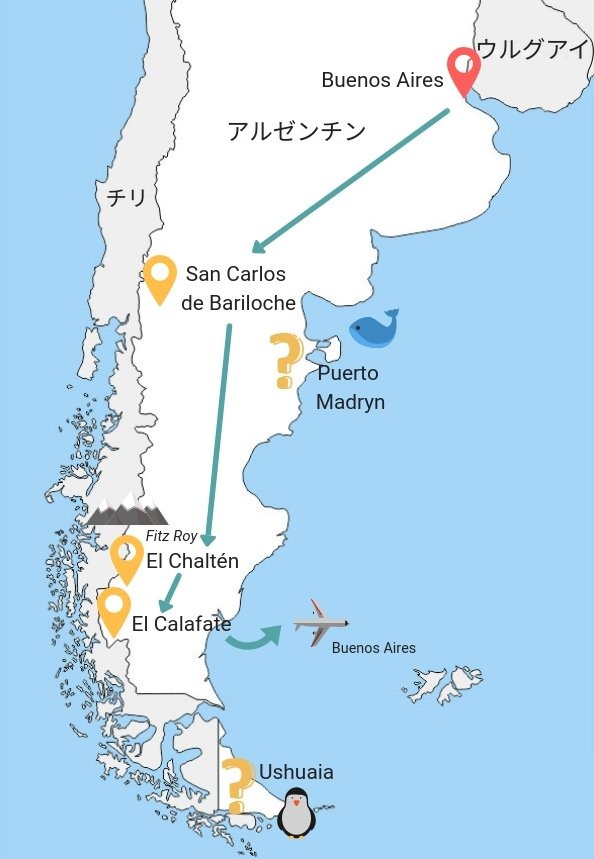 ウルグアイ
Buenos Aires
アルゼンチン
チリ
San Carlos
de Bariloche
?
Puerto
Madryn
Fitz Roy
El Chaltén
El Calafate
Buenos Aires
?
Ushuaia